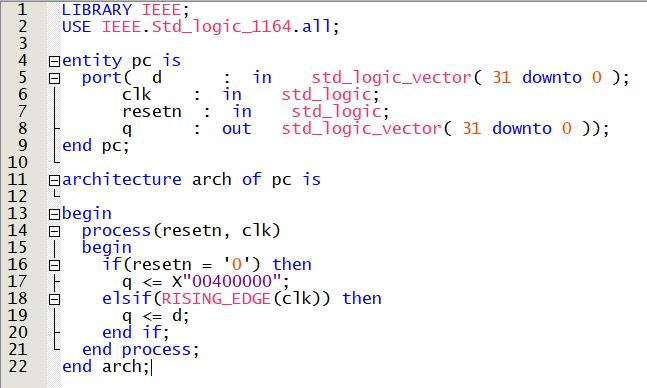 1 LIBRARY IEEE;
2 USE IEEE.Std_logic_1164.all;
3
4 entity pc is
5   port(  d      :  in    std_logic_vector( 31 downto 0 );
6       clk    :  in    std_logic;
7       resetn  :  in    std_logic;
8       q      :  out   std_logic_vector( 31 downto 0 ));
9 end pc;
10
11 architecture arch of pc is
12
13 begin
14   process(resetn, clk)
15   begin
16     if(resetn = '0') then
17       q <= X"00400000";
18     elsif(RISING_EDGE(clk)) then
19       q <= d;
20     end if;
21   end process;
22 end arch;